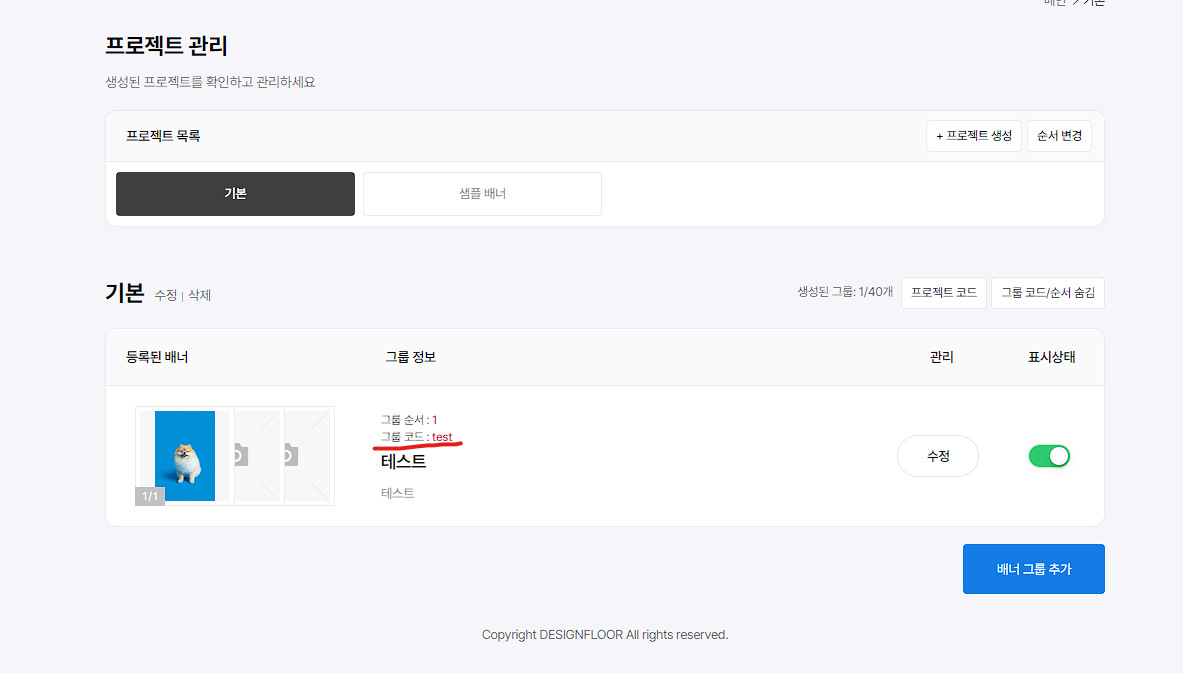 프로젝트 관리
생성된 프로젝트를 확인하고 관리하세요
프로젝트 목록
+ 프로젝트 생성
순서 변경
기본
샘플 배너
기본 수정 | 삭제
생성된 그룹: 1/40개
프로젝트 코드
그룹 코드/순서 숨김
등록된 배너
그룹 정보
관리
표시상태
1/1
그룹 순서 : 1
그룹 코드 : test
테스트
테스트
수정
배너 그룹 추가
Copyright DESIGNFLOOR All rights reserved.